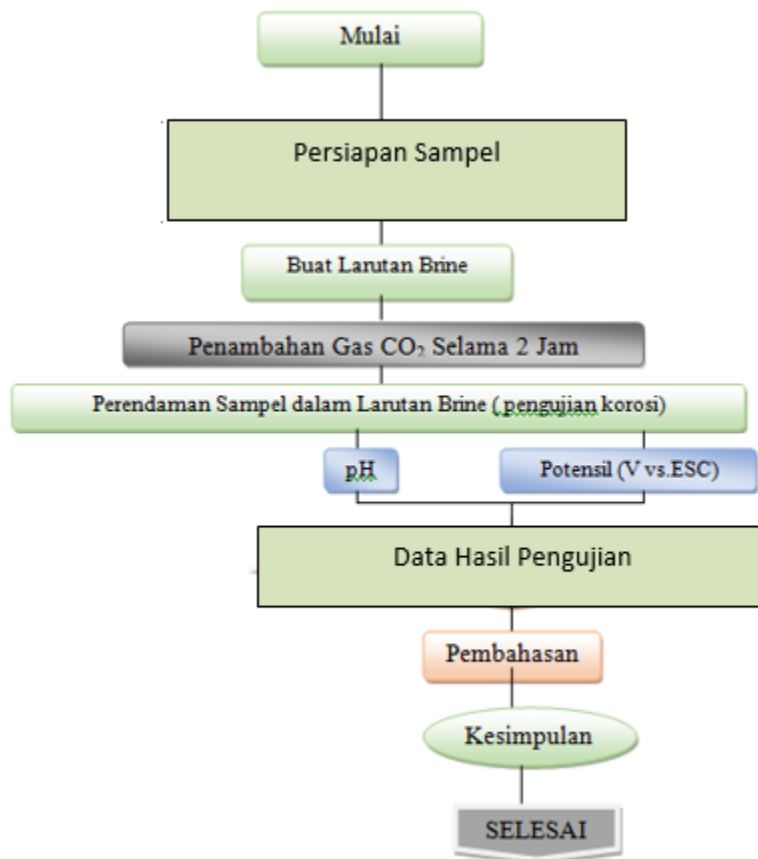 Mulai
Persiapan Sampel
Buat Larutan Brine
Penambahan Gas CO₂ Selama 2 Jam
Perendaman Sampel dalam Larutan Brine ( pengujian korosi)
pH
Potensil (V vs.ESC)
Data Hasil Pengujian
Pembahasan
Kesimpulan
SELESAI